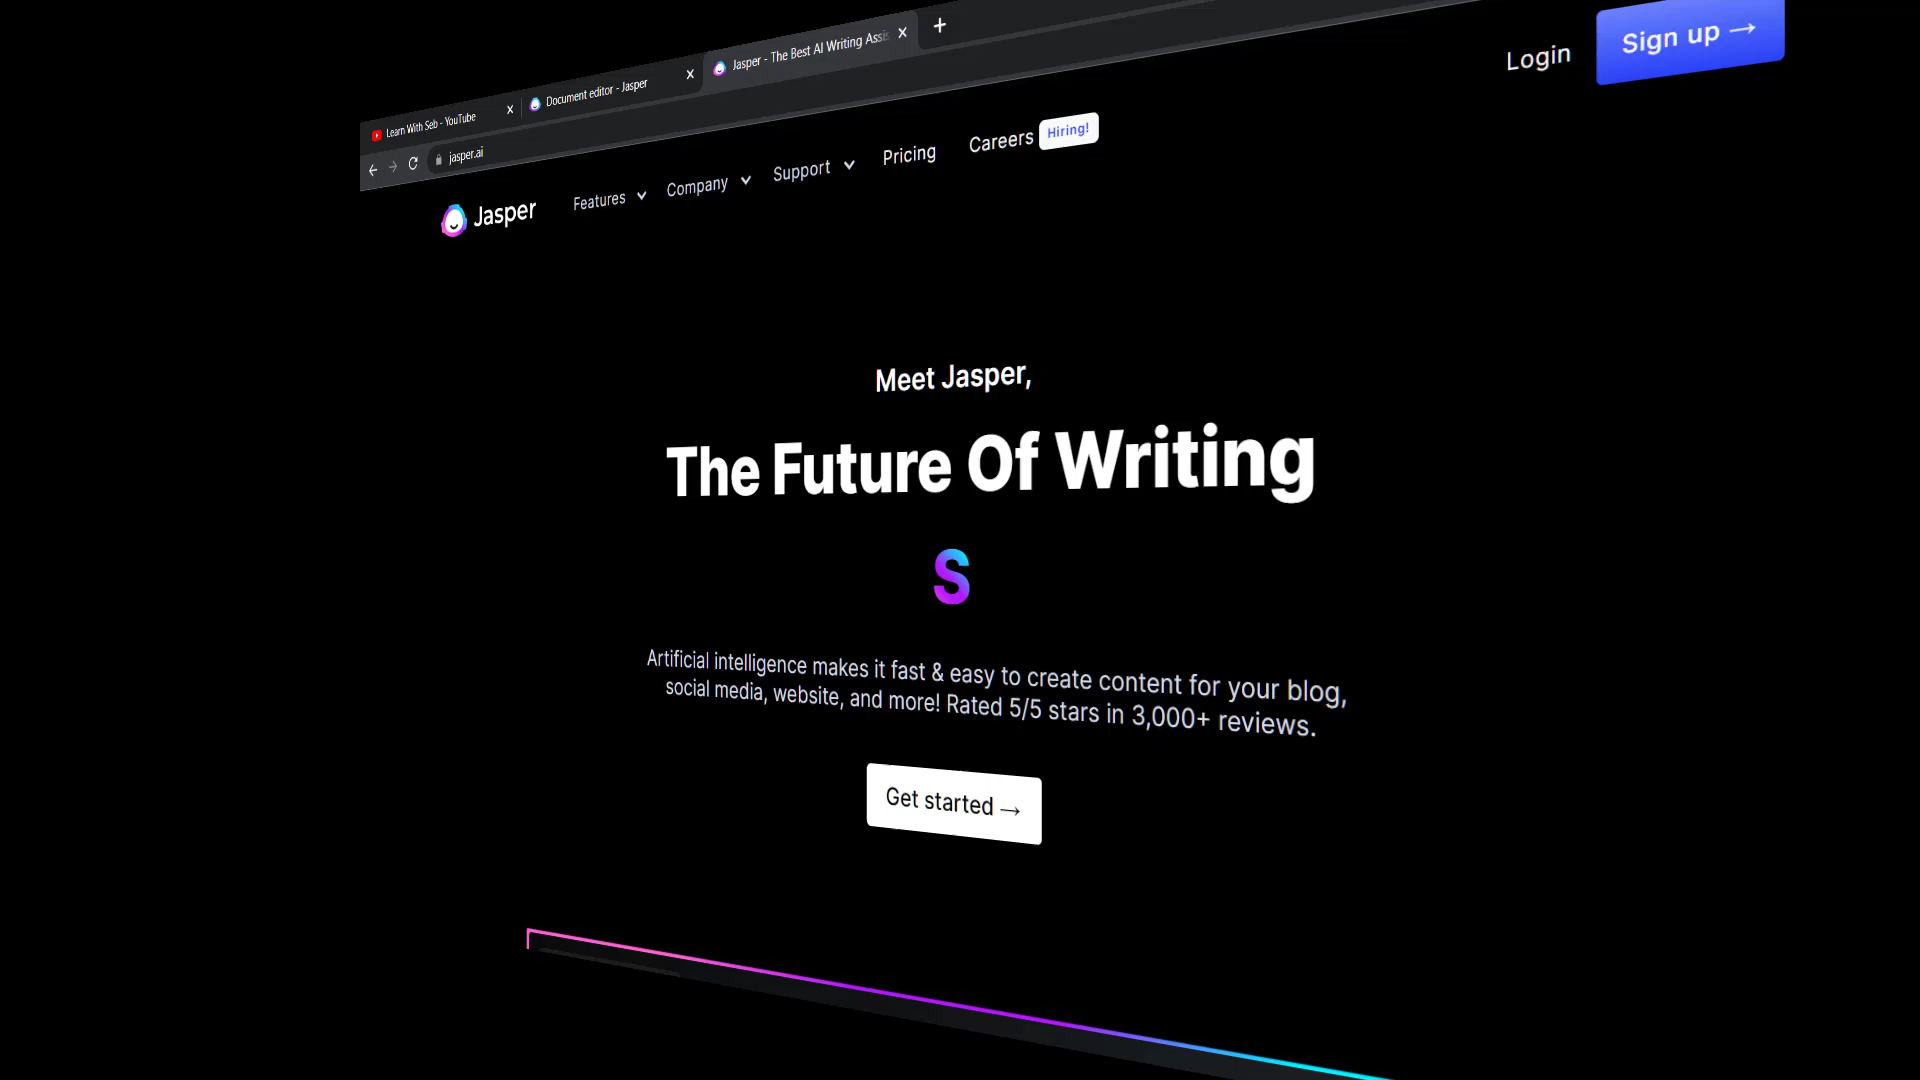 Learn With Seb - YouTube
Document editor - Jasper
Jasper - The Best AI Writing Assis
jasper.ai
Jasper
Features
Company
Support
Pricing
Careers
Hiring!
Login
Sign up →
Meet Jasper,
The Future Of Writing
S
Artificial intelligence makes it fast & easy to create content for your blog,
social media, website, and more! Rated 5/5 stars in 3,000+ reviews.
Get started →